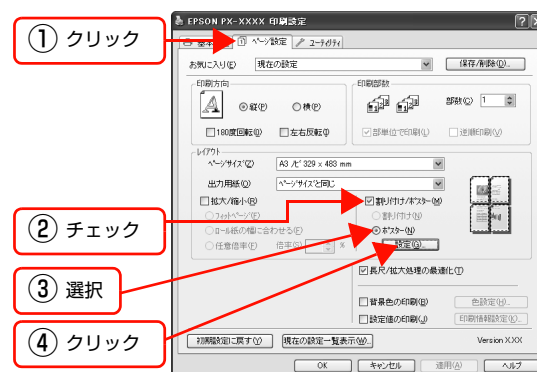 EPSON PX-XXXX 印刷設定
① クリック
基本
ページ設定
ユーティリティ
お気に入り(E) 現在の設定 保存/削除(D)...
印刷方向
縦(P) 横(P)
180度回転(O) 左右反転(O)
印刷部数
部数(C) 1
部単位で印刷(L) 逆順印刷(V)
レイアウト
ページサイズ(Z) A3 ノビ 329 x 483 mm
出力用紙(O) ページサイズと同じ
拡大/縮小(R) 割り付け/ポスター(M)
フィットページ(F) 割り付け(N)
② チェック
ロール紙の幅に合わせる(F) ポスター(N)
任意倍率(F) 倍率(S) % 設定(G)...
③ 選択
長尺/拡大処理の最適化(T)
背景色の印刷(B) 色設定(H)...
設定値の印刷(J) 印刷情報設定(K)...
④ クリック
初期設定に戻す(Y) 現在の設定一覧表示(W)... Version X.XX
OK キャンセル 適用(A) ヘルプ